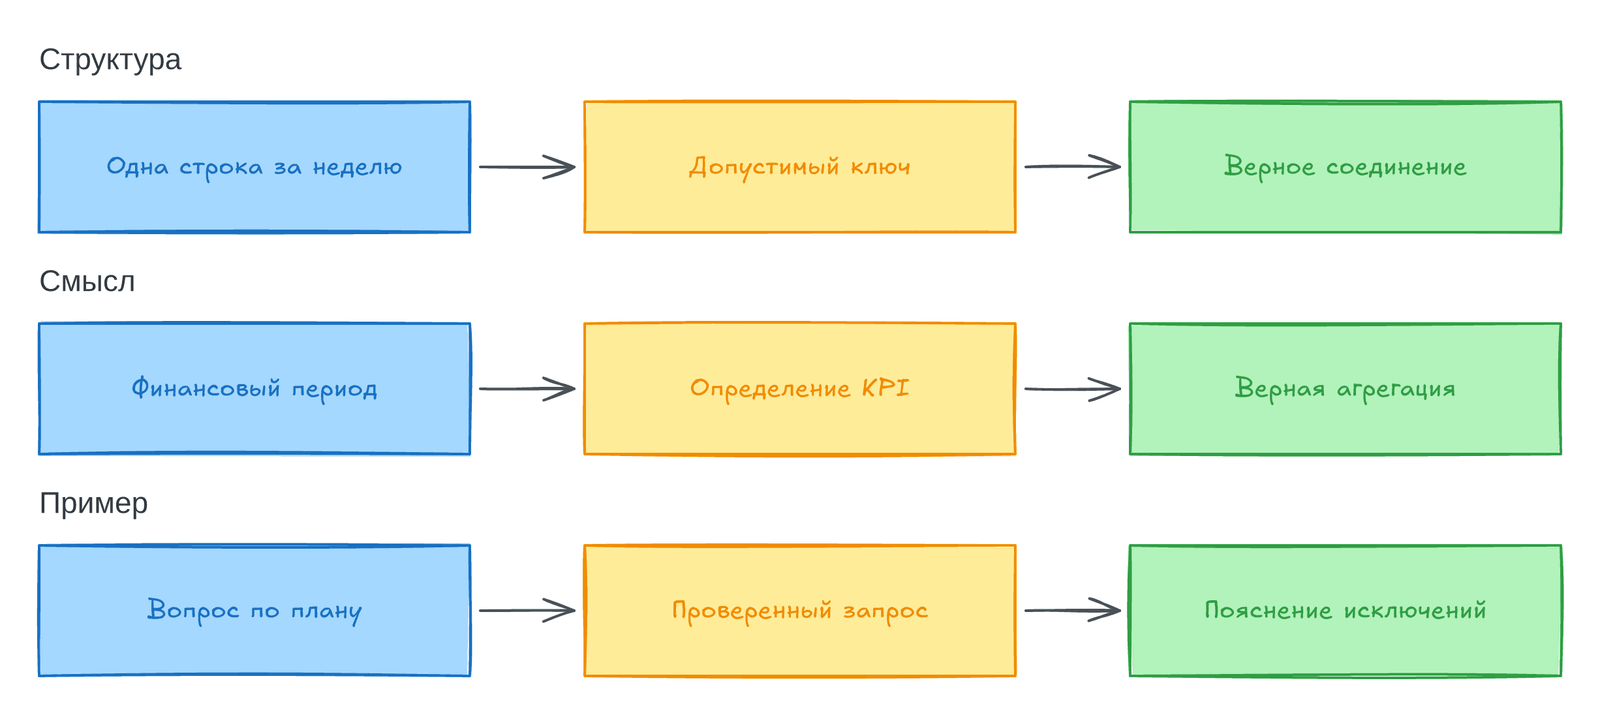 Структура
Одна строка за неделю
Допустимый ключ
Верное соединение
Смысл
Финансовый период
Определение KPI
Верная агрегация
Пример
Вопрос по плану
Проверенный запрос
Пояснение исключений